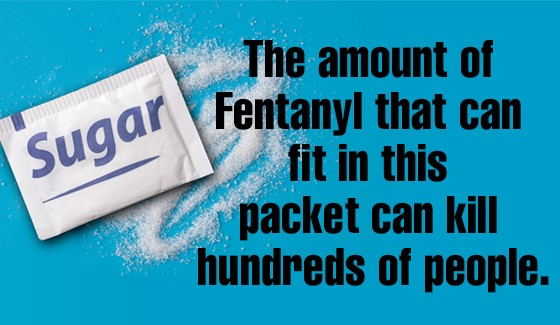 Sugar
The amount of
Fentanyl that can
fit in this
packet can kill
hundreds of people.